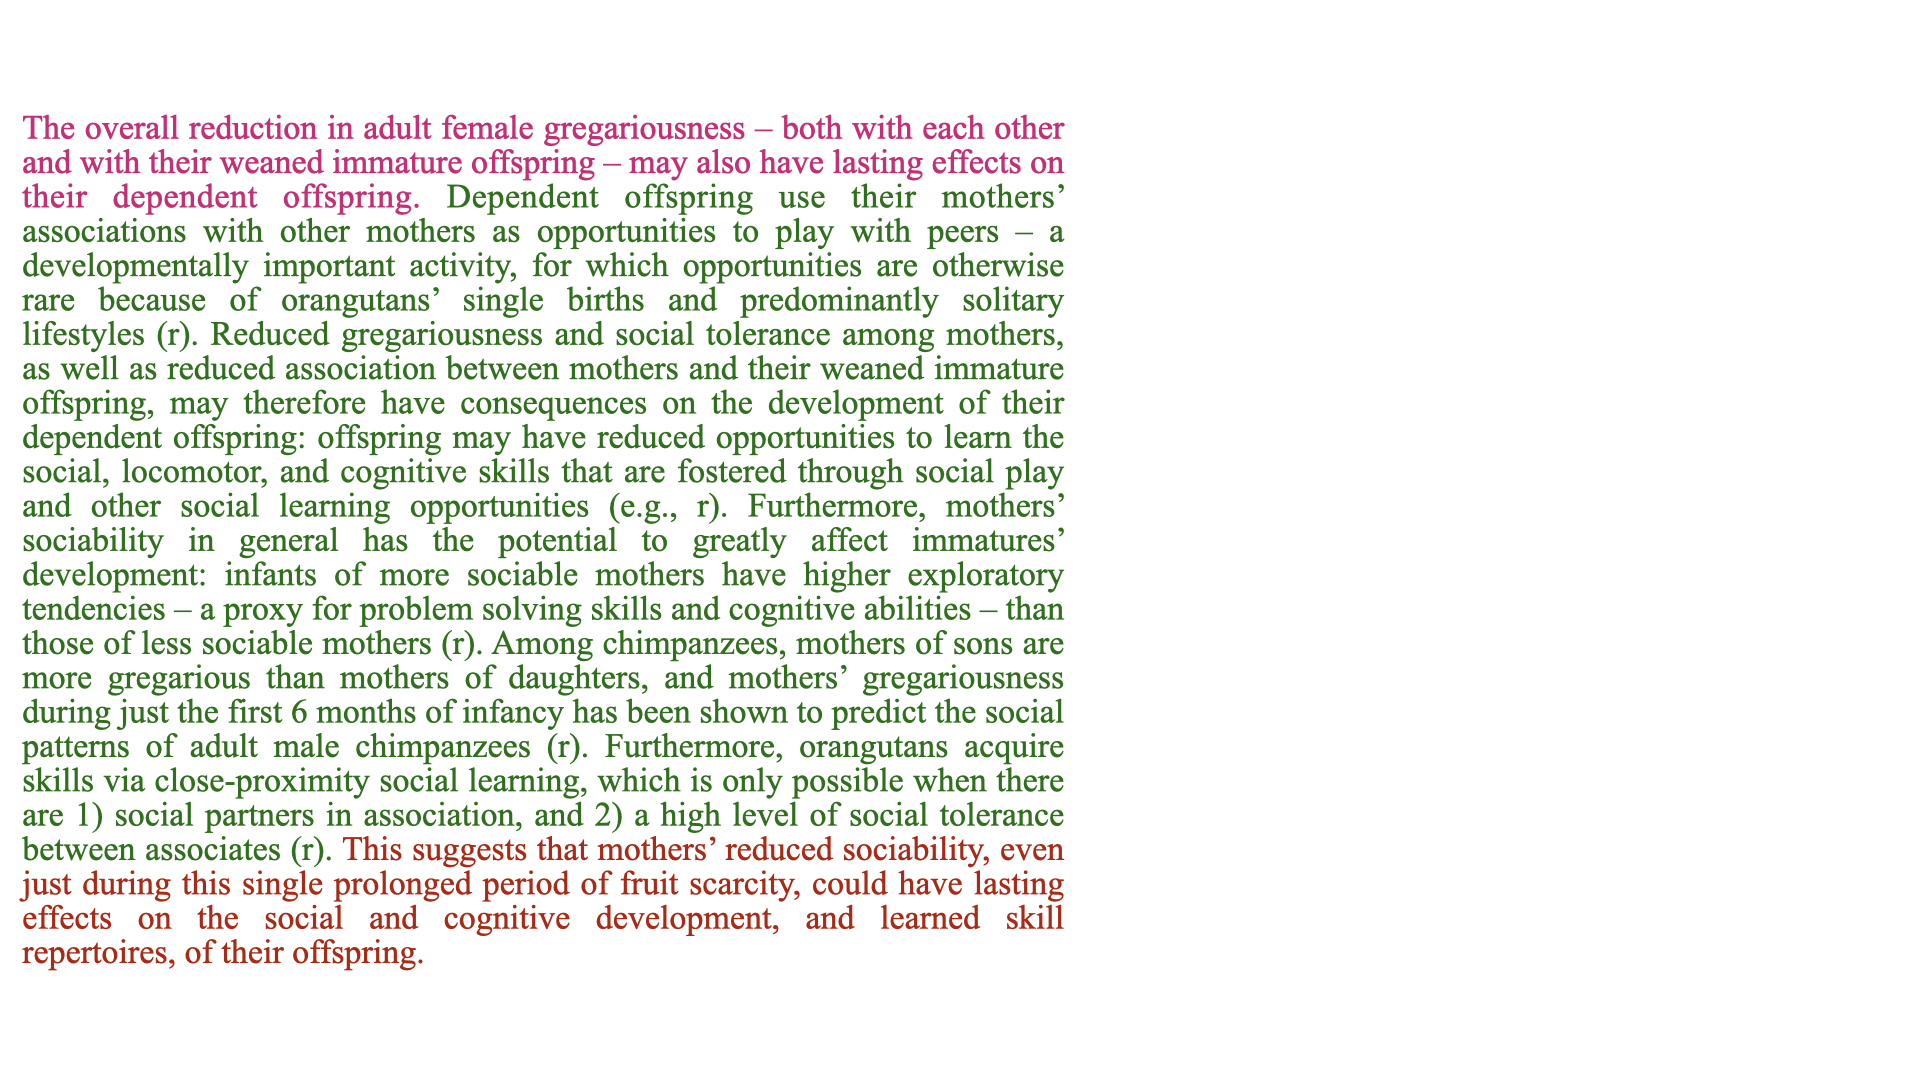 The overall reduction in adult female gregariousness – both with each other
and with their weaned immature offspring – may also have lasting effects on
their dependent offspring. Dependent offspring use their mothers’
associations with other mothers as opportunities to play with peers – a
developmentally important activity, for which opportunities are otherwise
rare because of orangutans’ single births and predominantly solitary
lifestyles (r). Reduced gregariousness and social tolerance among mothers,
as well as reduced association between mothers and their weaned immature
offspring, may therefore have consequences on the development of their
dependent offspring: offspring may have reduced opportunities to learn the
social, locomotor, and cognitive skills that are fostered through social play
and other social learning opportunities (e.g., r). Furthermore, mothers’
sociability in general has the potential to greatly affect immatures’
development: infants of more sociable mothers have higher exploratory
tendencies – a proxy for problem solving skills and cognitive abilities – than
those of less sociable mothers (r). Among chimpanzees, mothers of sons are
more gregarious than mothers of daughters, and mothers’ gregariousness
during just the first 6 months of infancy has been shown to predict the social
patterns of adult male chimpanzees (r). Furthermore, orangutans acquire
skills via close-proximity social learning, which is only possible when there
are 1) social partners in association, and 2) a high level of social tolerance
between associates (r). This suggests that mothers’ reduced sociability, even
just during this single prolonged period of fruit scarcity, could have lasting
effects on the social and cognitive development, and learned skill
repertoires, of their offspring.